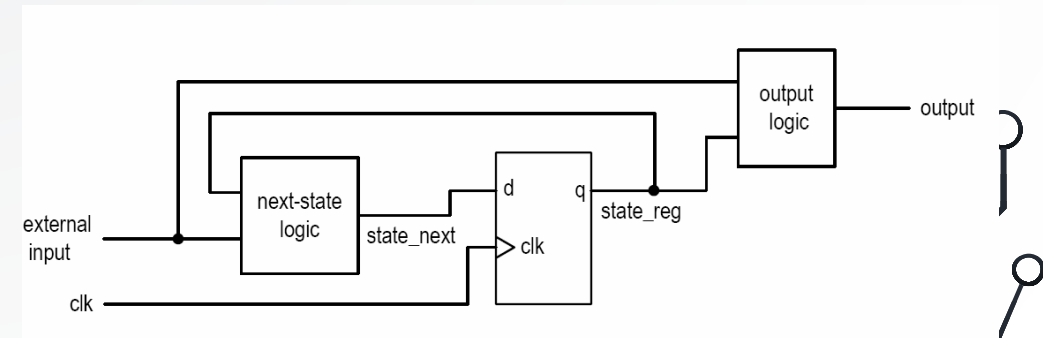 output
logic
output
next-state
logic
d
q
state_reg
external
input
state_next
clk
clk